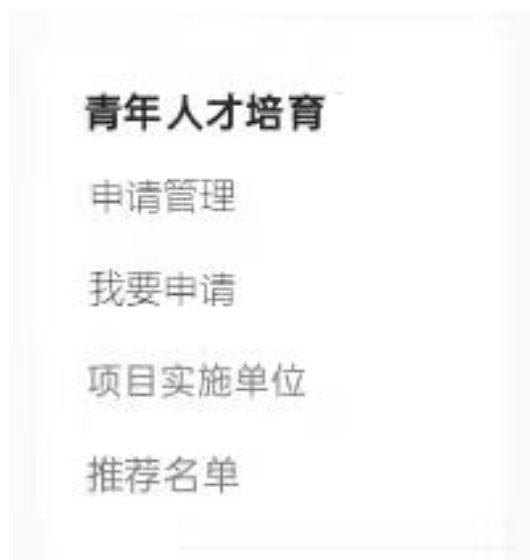 青年人才培育
申请管理
我要申请
项目实施单位
推荐名单